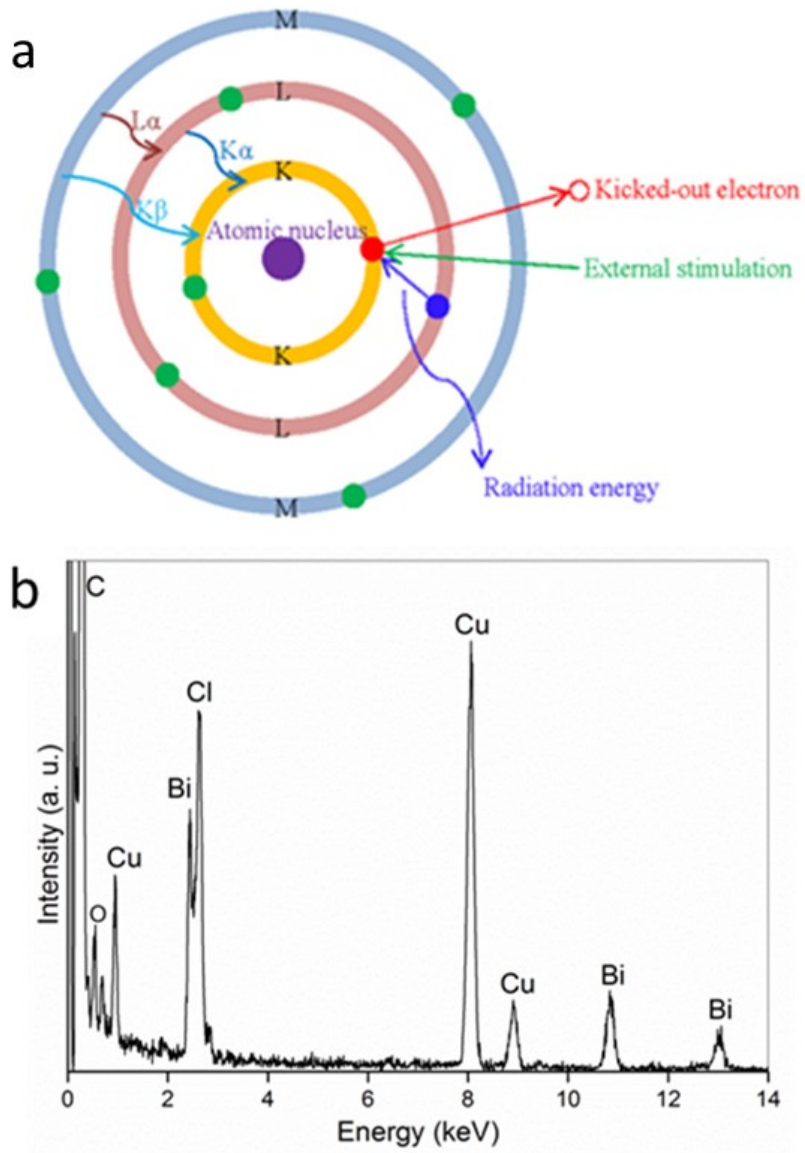 a
M
L
Lα
Kα
K
Kβ
Atomic nucleus
Kicked-out electron
External stimulation
K
L
M
Radiation energy
b
C
Cu
Cl
Bi
Cu
O
Cu
Bi
Bi
Intensity (a. u.)
0 2 4 6 8 10 12 14
Energy (keV)